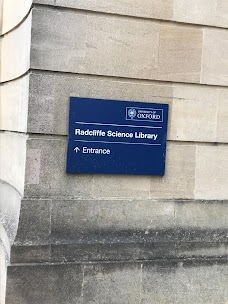 UNIVERSITY OF
OXFORD
Radcliffe Science Library
↑ Entrance